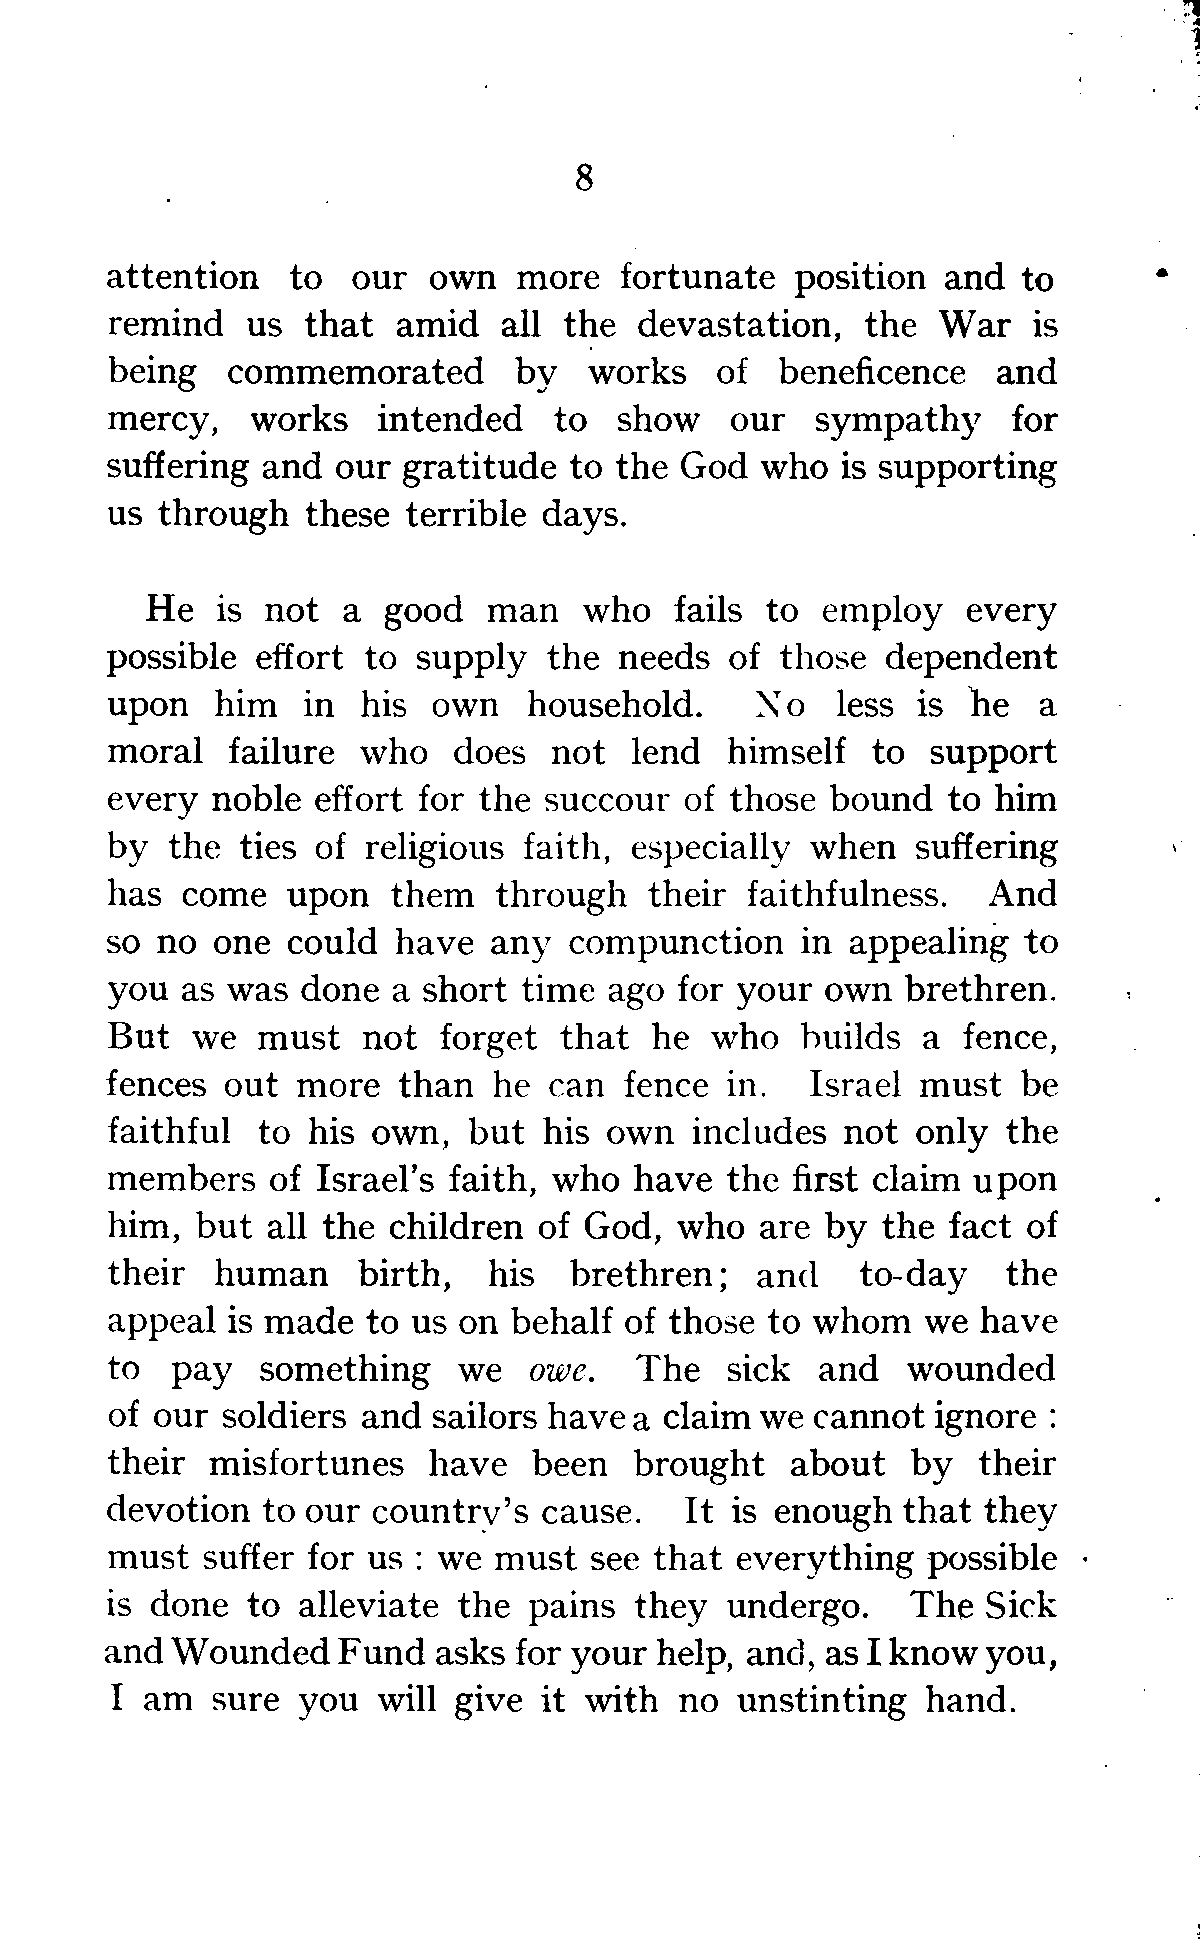 8
attention to our own more fortunate position and to
remind us that amid all the devastation, the War is
being commemorated by works of beneficence and
mercy, works intended to show our sympathy for
suffering and our gratitude to the God who is supporting
us through these terrible days.
He is not a good man who fails to employ every
possible effort to supply the needs of those dependent
upon him in his own household. No less is he a
moral failure who does not lend himself to support
every noble effort for the succour of those bound to him
by the ties of religious faith, especially when suffering
has come upon them through their faithfulness. And
so no one could have any compunction in appealing to
you as was done a short time ago for your own brethren.
But we must not forget that he who builds a fence,
fences out more than he can fence in. Israel must be
faithful to his own, but his own includes not only the
members of Israel's faith, who have the first claim upon
him, but all the children of God, who are by the fact of
their human birth, his brethren; and to-day the
appeal is made to us on behalf of those to whom we have
to pay something we owe. The sick and wounded
of our soldiers and sailors have a claim we cannot ignore :
their misfortunes have been brought about by their
devotion to our country's cause. It is enough that they
must suffer for us : we must see that everything possible
is done to alleviate the pains they undergo. The Sick
and Wounded Fund asks for your help, and, as I know you,
I am sure you will give it with no unstinting hand.